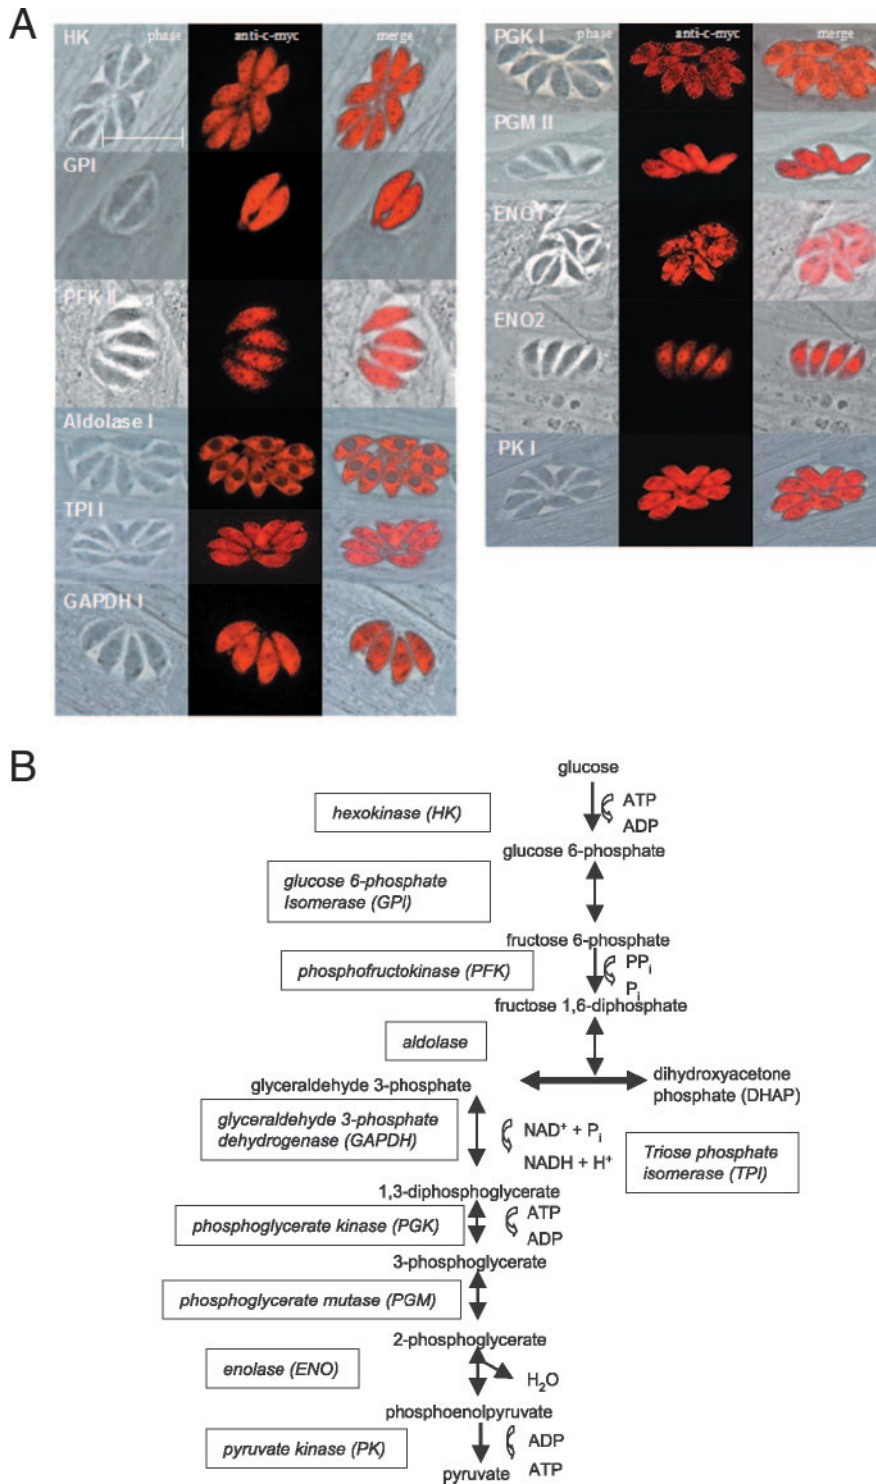 A
HK
phase
anti-c-myc
merge
GPI
PFK II
Aldolase I
TPI I
GAPDH I
PGK I
phase
anti-c-myc
merge
PGM II
ENO1
ENO2
PK I
B
glucose
hexokinase (HK)
ATP
ADP
glucose 6-phosphate
glucose 6-phosphate
Isomerase (GPI)
fructose 6-phosphate
phosphofructokinase (PFK)
PPi
Pi
fructose 1,6-diphosphate
aldolase
glyceraldehyde 3-phosphate
dihydroxyacetone
phosphate (DHAP)
glyceraldehyde 3-phosphate
dehydrogenase (GAPDH)
NAD⁺ + Pi
NADH + H⁺
Triose phosphate
isomerase (TPI)
1,3-diphosphoglycerate
phosphoglycerate kinase (PGK)
ATP
ADP
3-phosphoglycerate
phosphoglycerate mutase (PGM)
2-phosphoglycerate
enolase (ENO)
H₂O
phosphoenolpyruvate
pyruvate kinase (PK)
ADP
ATP
pyruvate